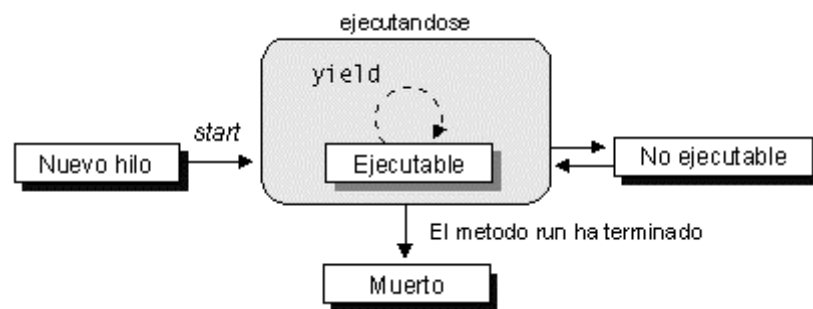 ejecutandose
yield
start
Nuevo hilo
Ejecutable
No ejecutable
El metodo run ha terminado
Muerto